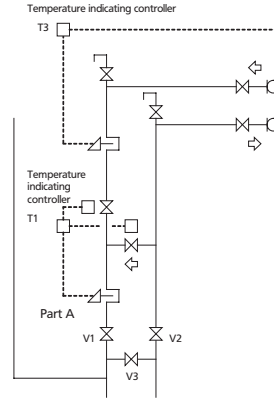 Temperature indicating controller
T3
Temperature
indicating
controller
T1
Part A
V1
V2
V3